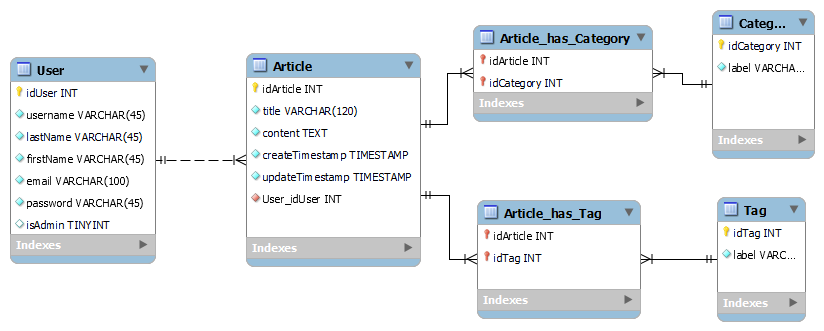 User
idUser INT
username VARCHAR(45)
lastName VARCHAR(45)
firstName VARCHAR(45)
email VARCHAR(100)
password VARCHAR(45)
isAdmin TINYINT
Indexes
Article
idArticle INT
title VARCHAR(120)
content TEXT
createTimestamp TIMESTAMP
updateTimestamp TIMESTAMP
User_idUser INT
Indexes
Article_has_Category
idArticle INT
idCategory INT
Indexes
Categ...
idCategory INT
label VARCHA...
Indexes
Article_has_Tag
idArticle INT
idTag INT
Indexes
Tag
idTag INT
label VARC...
Indexes